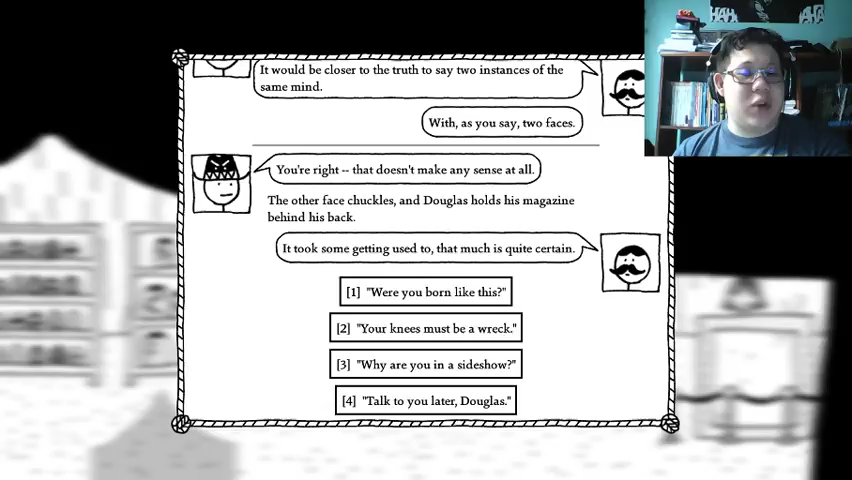 HAHA
HA
It would be closer to the truth to say two instances of the
same mind.
With, as you say, two faces.
You're right -- that doesn't make any sense at all.
The other face chuckles, and Douglas holds his magazine
behind his back.
It took some getting used to, that much is quite certain.
[1] "Were you born like this?"
[2] "Your knees must be a wreck."
[3] "Why are you in a sideshow?"
[4] "Talk to you later, Douglas."